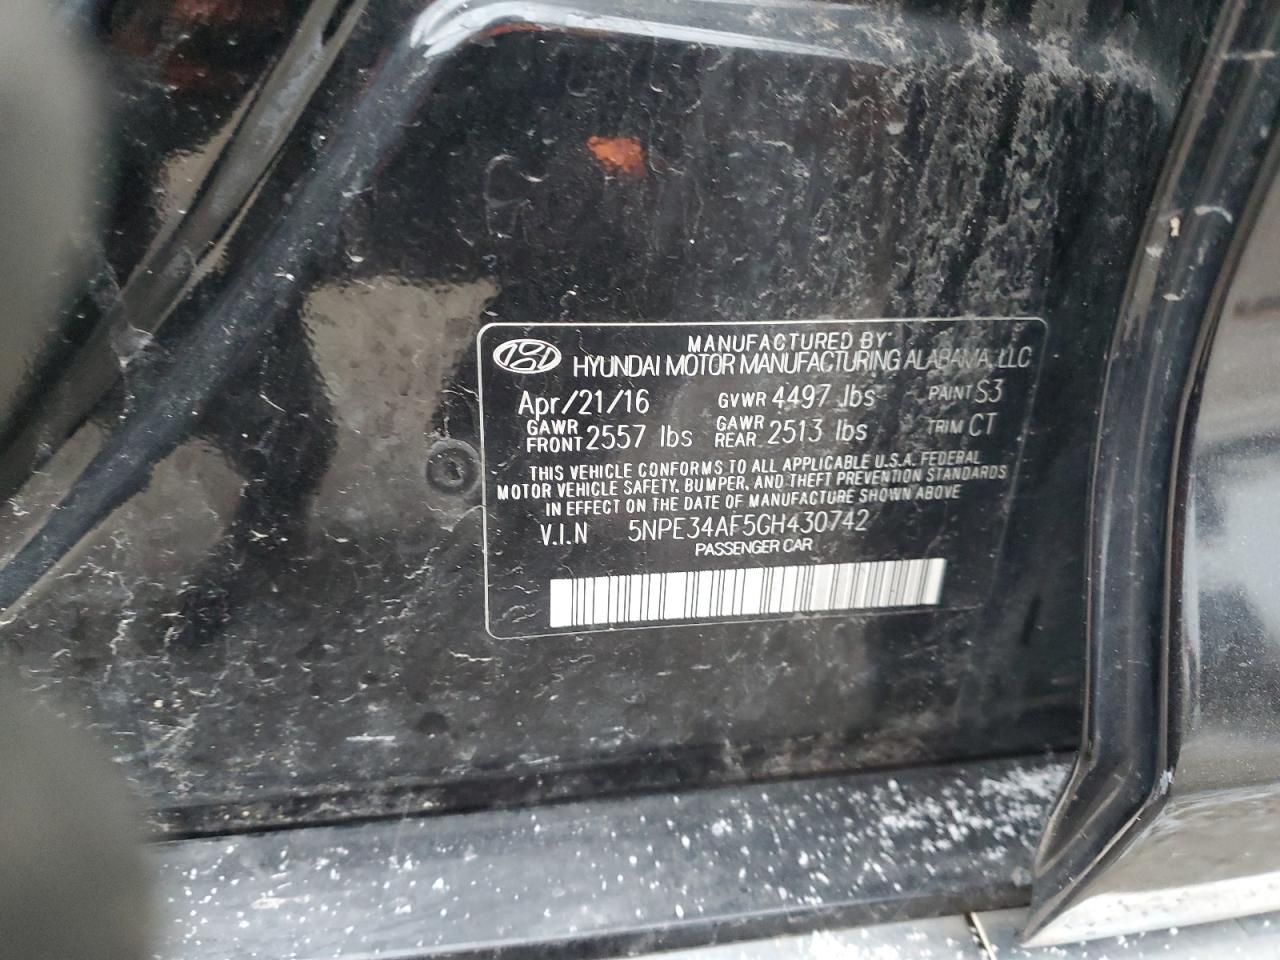 MANUFACTURED BY
HYUNDAI MOTOR MANUFACTURING ALABAMA, LLC
Apr/21/16 GVWR 4497 lbs PAINT S3
GAWR FRONT 2557 lbs GAWR REAR 2513 lbs TRIM CT
THIS VEHICLE CONFORMS TO ALL APPLICABLE U.S.A. FEDERAL
MOTOR VEHICLE SAFETY, BUMPER, AND THEFT PREVENTION STANDARDS
IN EFFECT ON THE DATE OF MANUFACTURE SHOWN ABOVE
V.I.N 5NPE34AF5GH430742
PASSENGER CAR